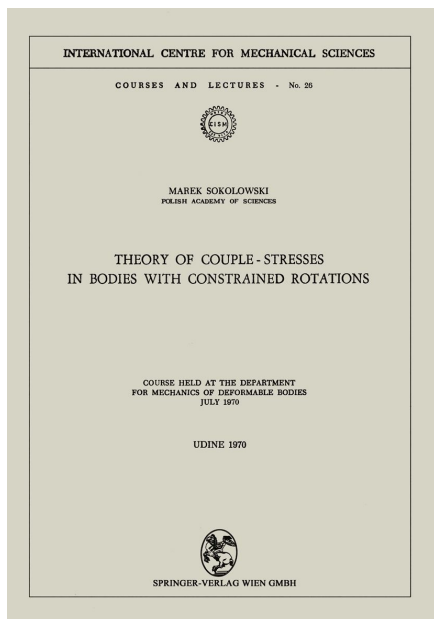 INTERNATIONAL CENTRE FOR MECHANICAL SCIENCES
COURSES AND LECTURES - No. 26
CISM
MAREK SOKOLOWSKI
POLISH ACADEMY OF SCIENCES
THEORY OF COUPLE - STRESSES
IN BODIES WITH CONSTRAINED ROTATIONS
COURSE HELD AT THE DEPARTMENT
FOR MECHANICS OF DEFORMABLE BODIES
JULY 1970
UDINE 1970
SPRINGER-VERLAG WIEN GMBH